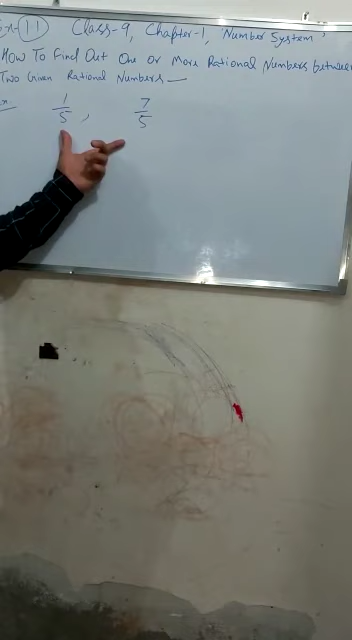 Ex-11 Class-9, Chapter-1, 'Number System'
How To Find Out One or More Rational Numbers between
Two Given Rational Numbers —
1/5, 7/5